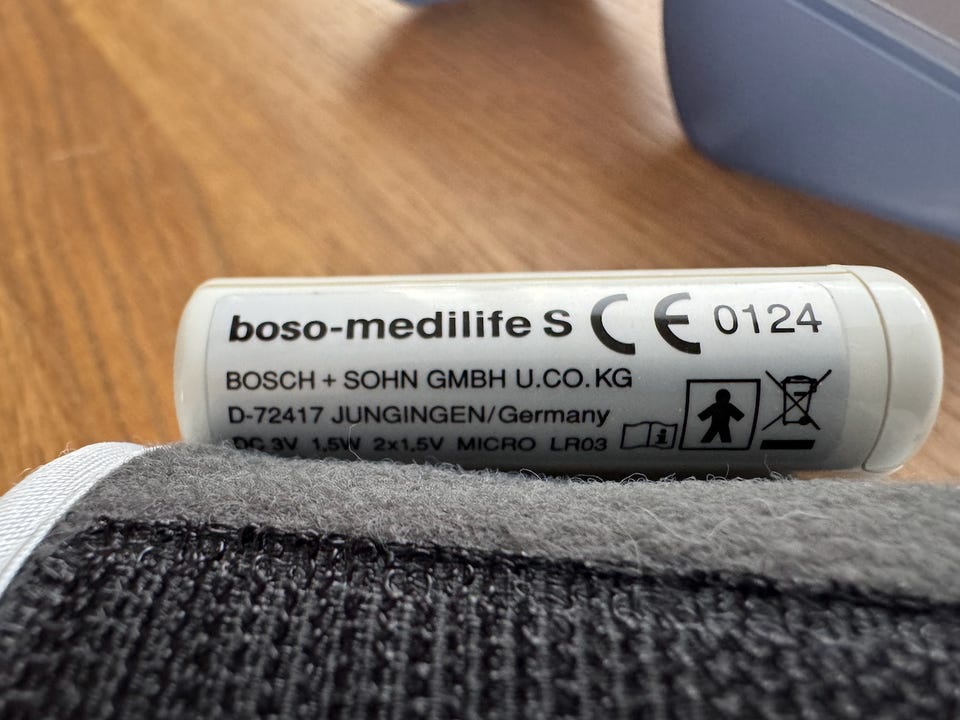 boso-medilife S CE 0124
BOSCH + SOHN GMBH U.CO.KG
D-72417 JUNGINGEN/Germany
DC 3V 1,5W 2x1,5V MICRO LR03